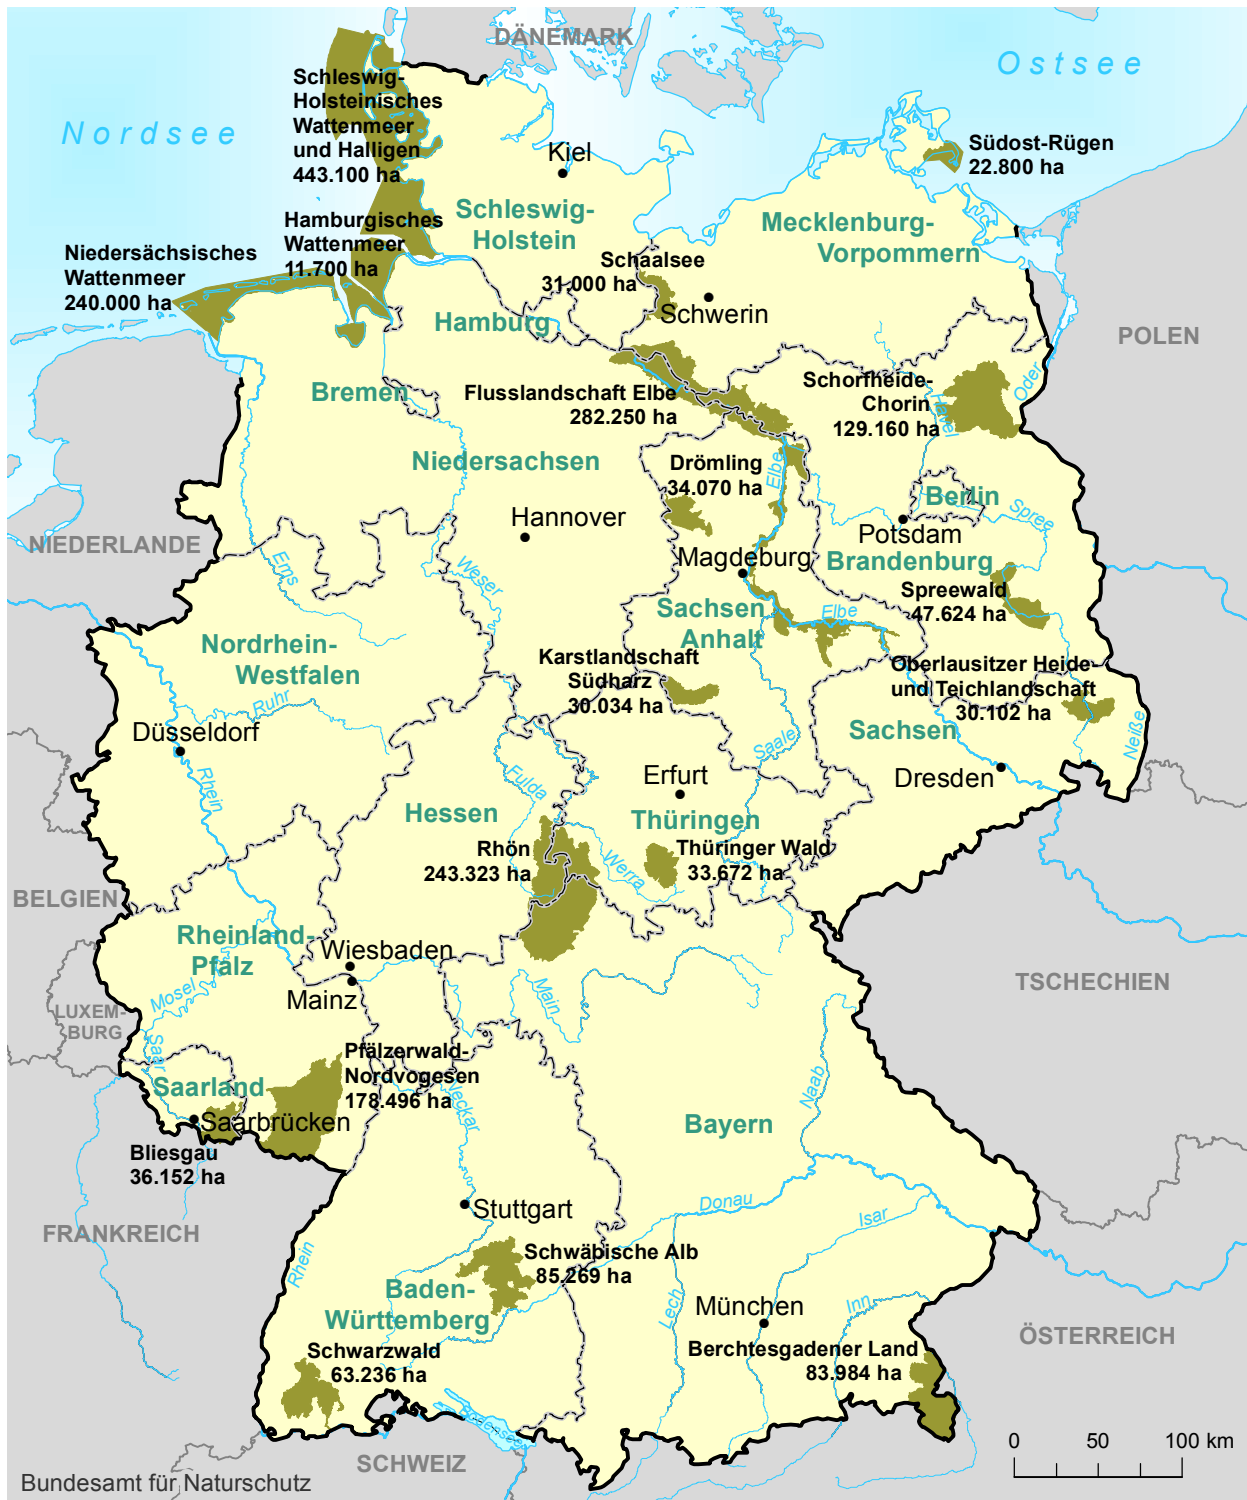 DÄNEMARK
Ostsee
Nordsee
Schleswig-
Holsteinisches
Wattenmeer
und Halligen
443.100 ha
Kiel
Südost-Rügen
22.800 ha
Hamburgisches
Wattenmeer
11.700 ha
Schleswig-
Holstein
Mecklenburg-
Vorpommern
Niedersächsisches
Wattenmeer
240.000 ha
Schaalsee
31.000 ha
Schwerin
Hamburg
POLEN
Bremen
Flusslandschaft Elbe
282.250 ha
Schorfheide-
Chorin
129.160 ha
Oder
Havel
Niedersachsen
Drömling
34.070 ha
Elbe
Berlin
Spree
Hannover
Potsdam
NIEDERLANDE
Ems
Weser
Magdeburg
Brandenburg
Spreewald
47.624 ha
Sachsen
Anhalt
Elbe
Nordrhein-
Westfalen
Karstlandschaft
Südharz
30.034 ha
Oberlausitzer Heide-
und Teichlandschaft
30.102 ha
Ruhr
Düsseldorf
Saale
Sachsen
Neiße
Rhein
Fulda
Erfurt
Dresden
Hessen
Thüringen
Rhön
243.323 ha
Werra
Thüringer Wald
33.672 ha
BELGIEN
Rheinland-
Pfalz
Wiesbaden
Mainz
Mosel
Main
TSCHECHIEN
LUXEM-
BURG
Saar
Pfälzerwald-
Nordvogesen
178.496 ha
Neckar
Naab
Saarland
Saarbrücken
Bayern
Bliesgau
36.152 ha
Donau
Isar
Stuttgart
FRANKREICH
Rhein
Schwäbische Alb
85.269 ha
Baden-
Württemberg
Lech
München
Inn
Schwarzwald
63.236 ha
Berchtesgadener Land
83.984 ha
ÖSTERREICH
Bodensee
SCHWEIZ
0 50 100 km
Bundesamt für Naturschutz